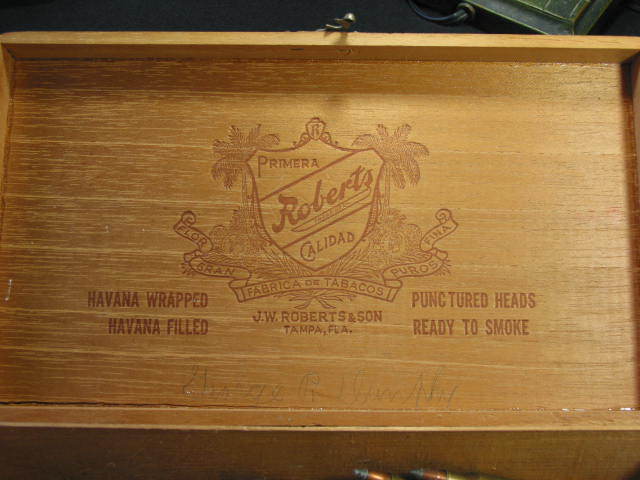 R
PRIMERA
Roberts
CALIDAD
FLOR FINA
GRAN PUROS
FABRICA DE TABACOS
HAVANA WRAPPED
HAVANA FILLED
J.W. ROBERTS & SON
TAMPA, FLA.
PUNCTURED HEADS
READY TO SMOKE